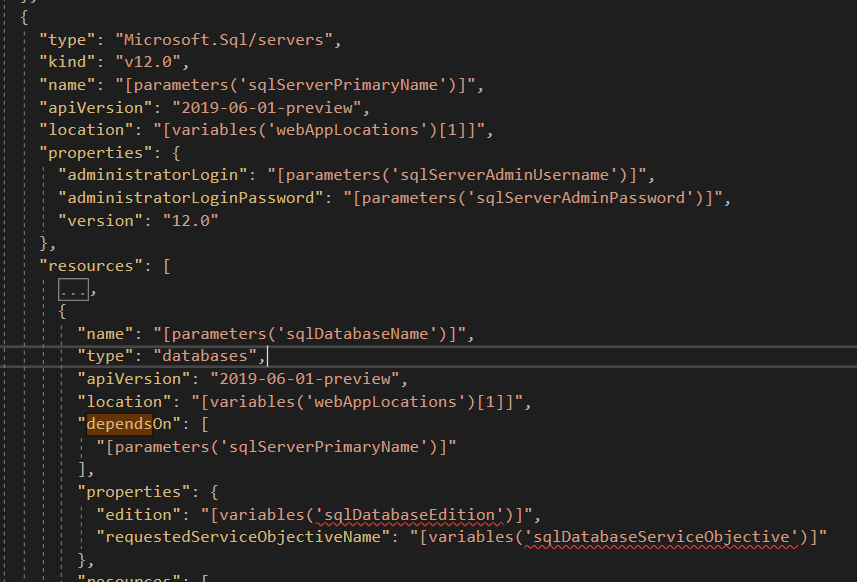 {
"type": "Microsoft.Sql/servers",
"kind": "v12.0",
"name": "[parameters('sqlServerPrimaryName')]",
"apiVersion": "2019-06-01-preview",
"location": "[variables('webAppLocations')[1]]",
"properties": {
"administratorLogin": "[parameters('sqlServerAdminUsername')]",
"administratorLoginPassword": "[parameters('sqlServerAdminPassword')]",
"version": "12.0"
},
"resources": [
...,
{
"name": "[parameters('sqlDatabaseName')]",
"type": "databases",
"apiVersion": "2019-06-01-preview",
"location": "[variables('webAppLocations')[1]]",
"dependsOn": [
"[parameters('sqlServerPrimaryName')]"
],
"properties": {
"edition": "[variables('sqlDatabaseEdition')]",
"requestedServiceObjectiveName": "[variables('sqlDatabaseServiceObjective')]"
},
"resources": [